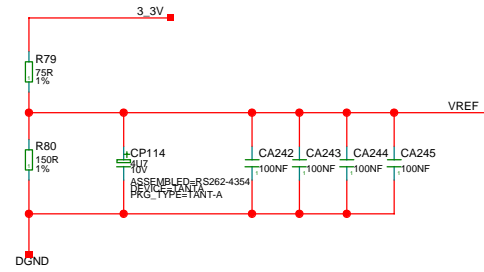 3_3V
R79
75R
1%
VREF
R80
150R
1%
CP114
4U7
10V
ASSEMBLED=RS262-4354
DEVICE=TANTA
PKG_TYPE=TANT-A
CA242
100NF
CA243
100NF
CA244
100NF
CA245
100NF
DGND